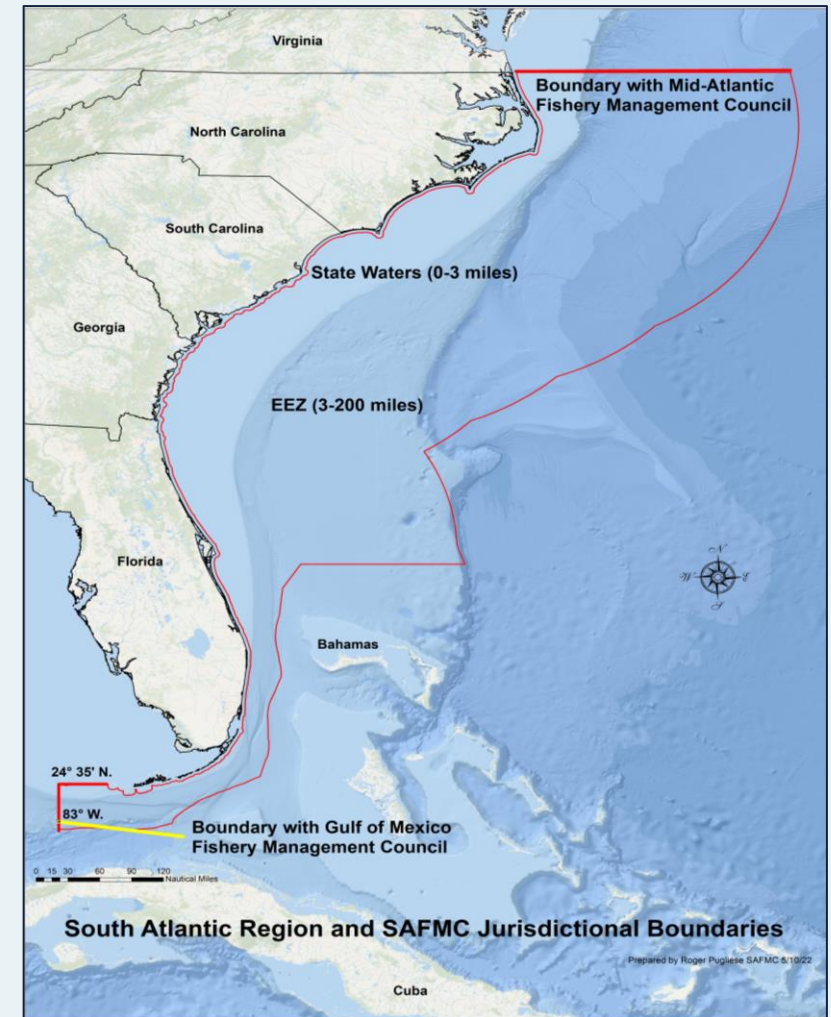 Virginia
Boundary with Mid-Atlantic
Fishery Management Council
North Carolina
South Carolina
State Waters (0-3 miles)
Georgia
EEZ (3-200 miles)
Florida
N
W E
S
Bahamas
24° 35' N.
83° W.
Boundary with Gulf of Mexico
Fishery Management Council
0 15 30 60 90 120
Nautical Miles
South Atlantic Region and SAFMC Jurisdictional Boundaries
Prepared by Roger Pugliese SAFMC 5/10/22
Cuba